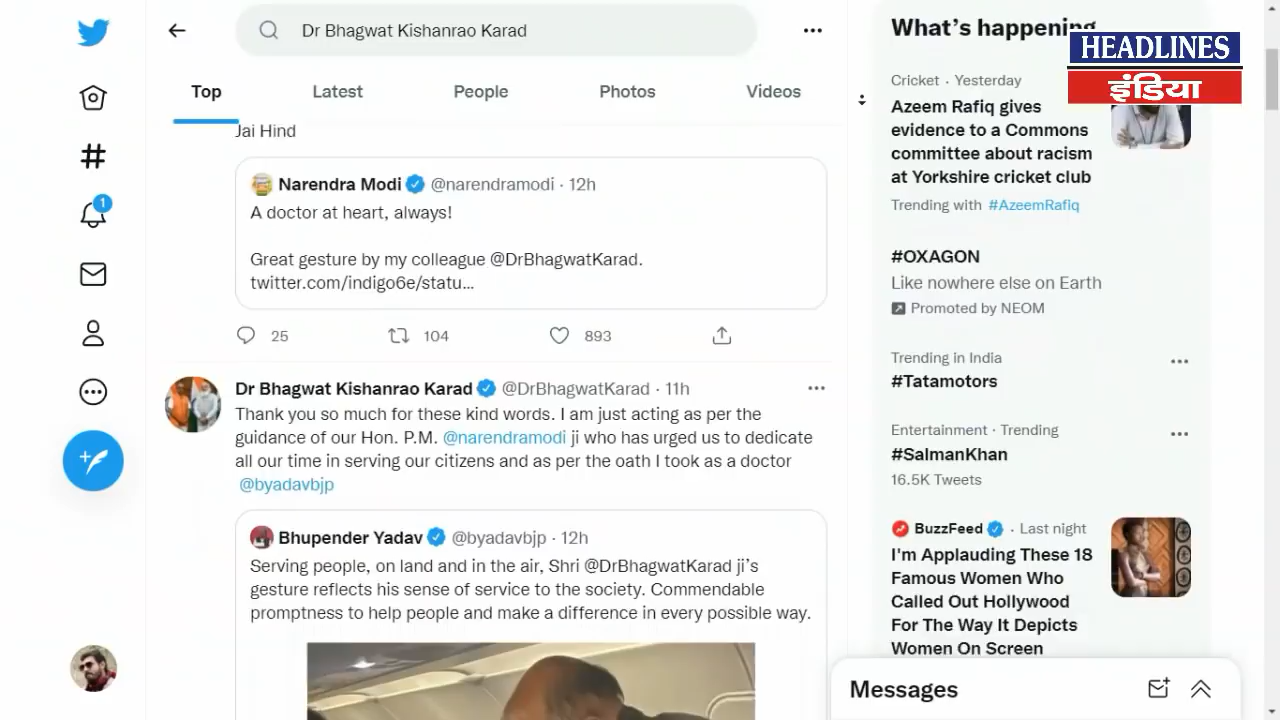 Dr Bhagwat Kishanrao Karad
Top
Latest
People
Photos
Videos
Jai Hind
Narendra Modi @narendramodi · 12h
A doctor at heart, always!
Great gesture by my colleague @DrBhagwatKarad.
twitter.com/indigo6e/statu…
25
104
893
Dr Bhagwat Kishanrao Karad @DrBhagwatKarad · 11h
Thank you so much for these kind words. I am just acting as per the
guidance of our Hon. P.M. @narendramodi ji who has urged us to dedicate
all our time in serving our citizens and as per the oath I took as a doctor
@byadavbjp
Bhupender Yadav @byadavbjp · 12h
Serving people, on land and in the air, Shri @DrBhagwatKarad ji’s
gesture reflects his sense of service to the society. Commendable
promptness to help people and make a difference in every possible way.
1
What’s happening
HEADLINES
इंडिया
Cricket · Yesterday
Azeem Rafiq gives
evidence to a Commons
committee about racism
at Yorkshire cricket club
Trending with #AzeemRafiq
#OXAGON
Like nowhere else on Earth
Promoted by NEOM
Trending in India
#Tatamotors
Entertainment · Trending
#SalmanKhan
16.5K Tweets
BuzzFeed · Last night
I'm Applauding These 18
Famous Women Who
Called Out Hollywood
For The Way It Depicts
Women On Screen
Messages